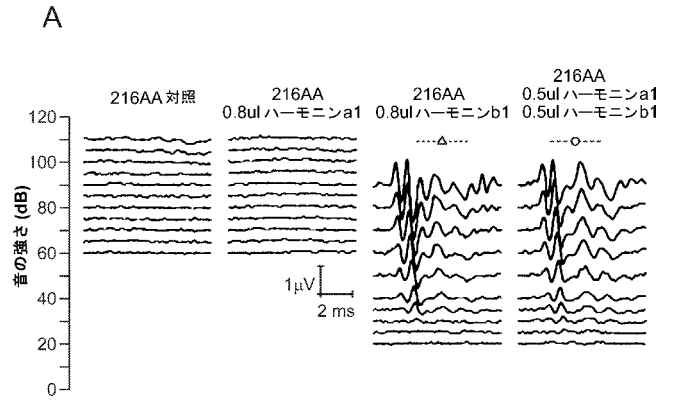 A
216AA 対照
216AA
0.8ul ハーモニンa1
216AA
0.8ul ハーモニンb1
216AA
0.5ul ハーモニンa1
0.5ul ハーモニンb1
音の強さ (dB)
120
100
80
60
40
20
0
1μV
2 ms